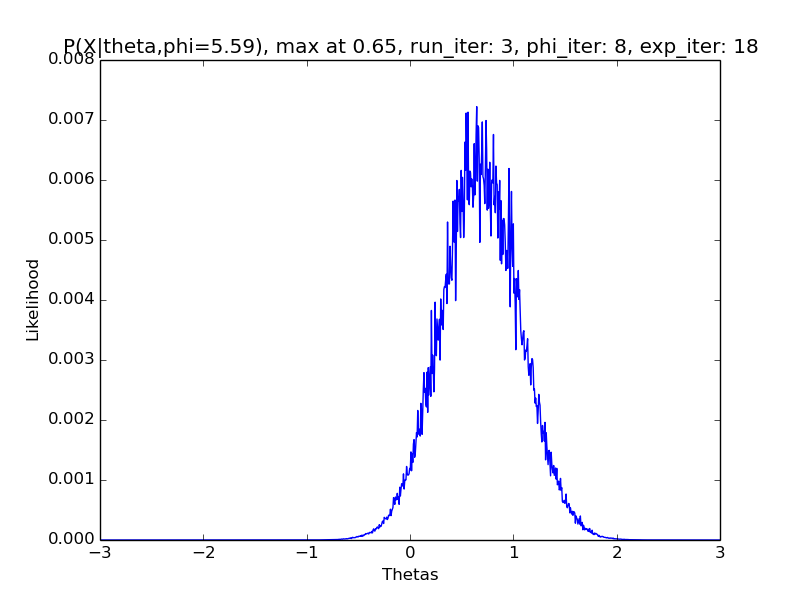 P(X|theta,phi=5.59), max at 0.65, run_iter: 3, phi_iter: 8, exp_iter: 18
0.008
0.007
0.006
0.005
0.004
0.003
0.002
0.001
0.000
Likelihood
−3 −2 −1 0 1 2 3
Thetas